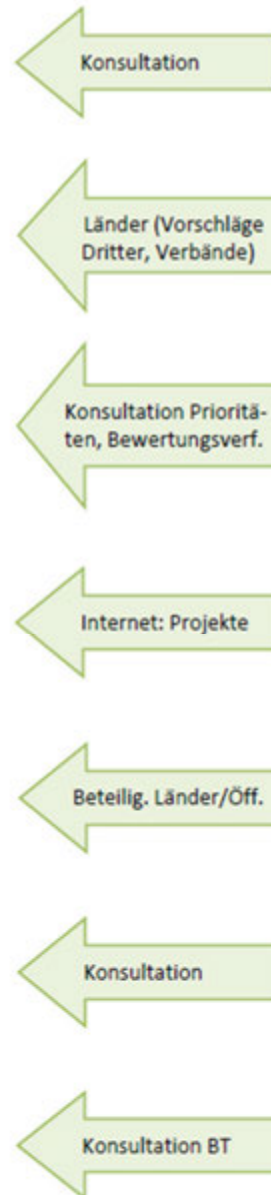 Konsultation
Länder (Vorschläge
Dritter, Verbände)
Konsultation Prioritä-
ten, Bewertungsverf.
Internet: Projekte
Beteilig. Länder/Öff.
Konsultation
Konsultation BT